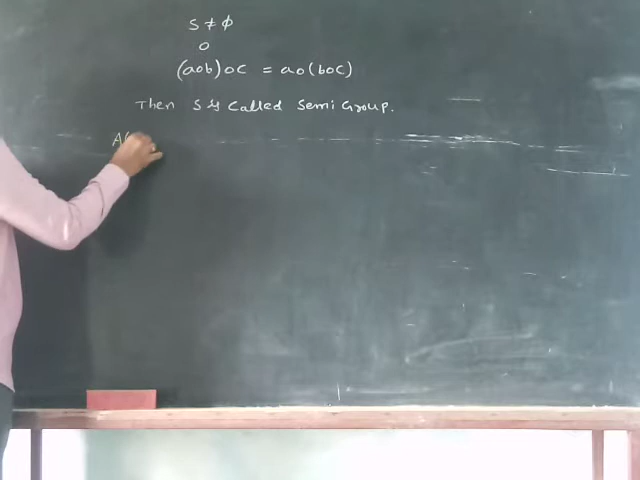 S ≠ ϕ
o
(aob)oc = ao(boc)
Then S is Called Semi Group.